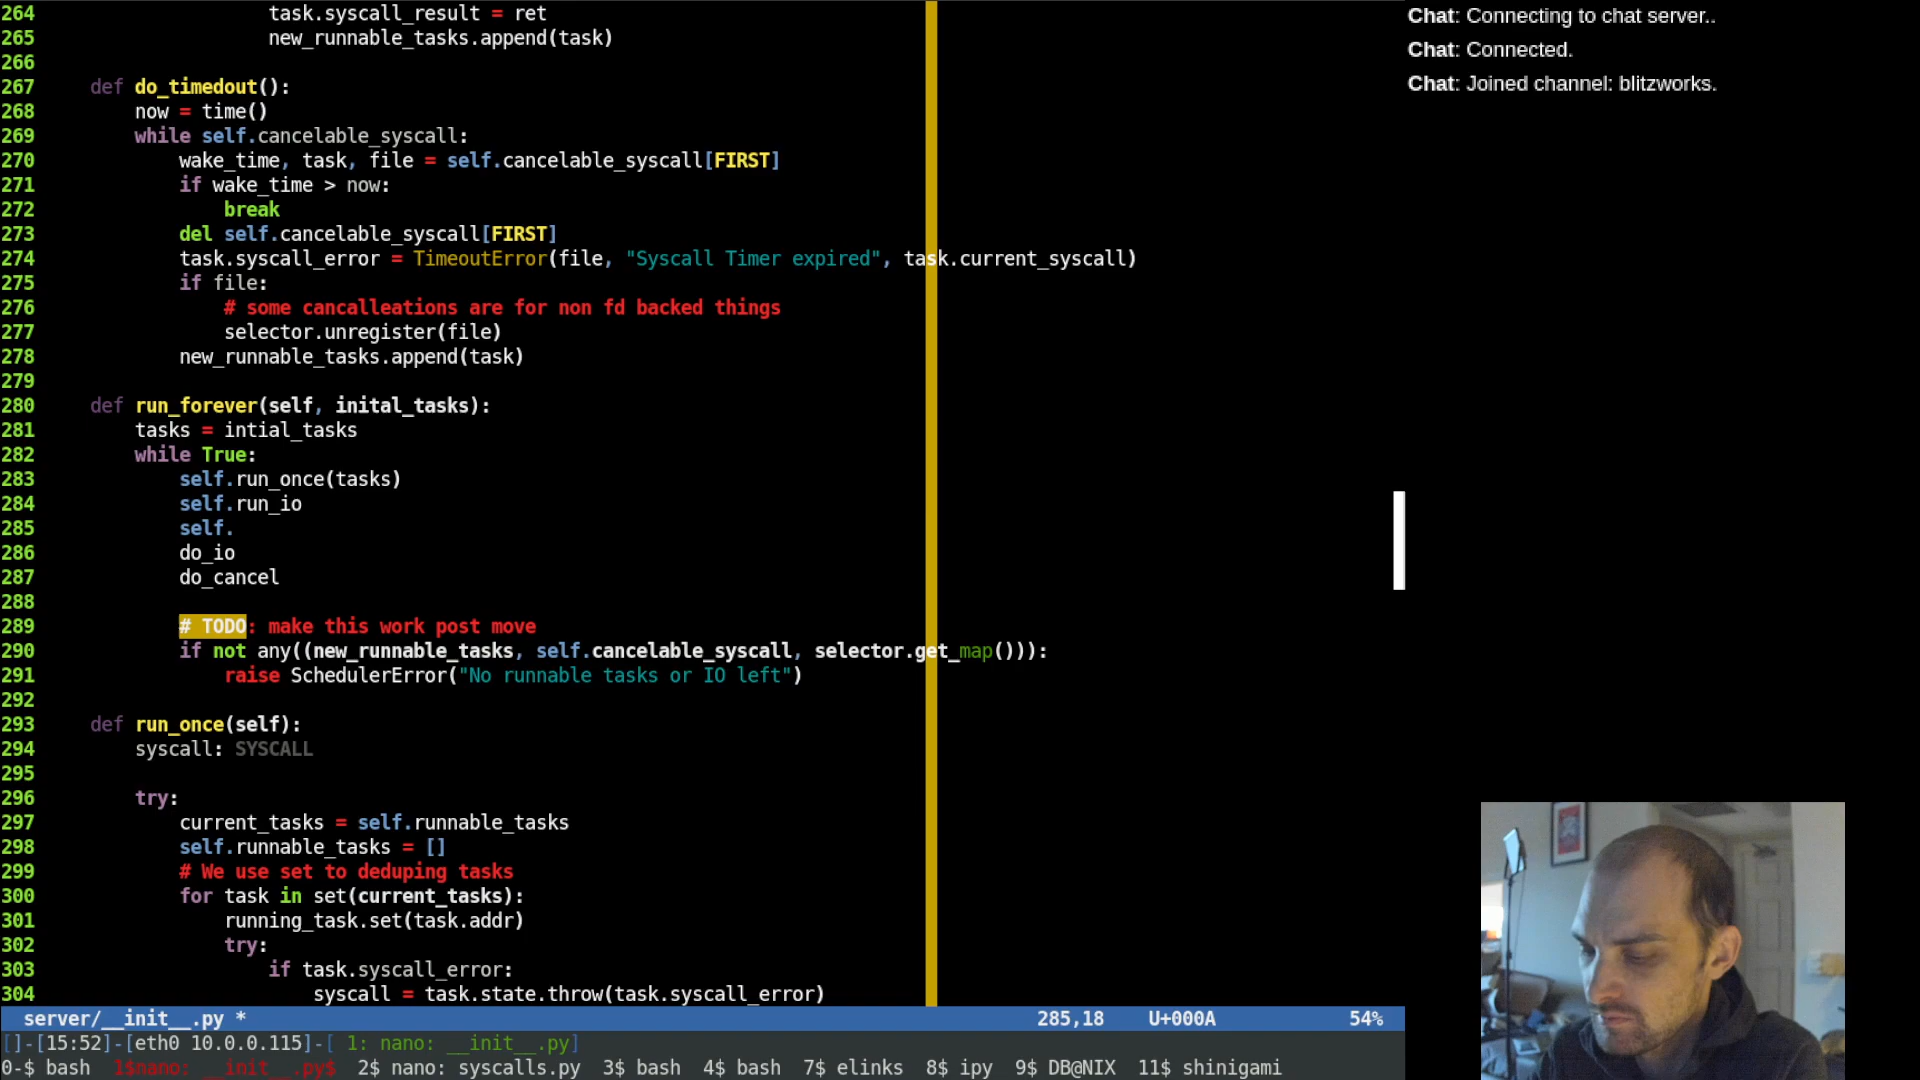 264                     task.syscall_result = ret
265                     new_runnable_tasks.append(task)
266
267     def do_timedout():
268         now = time()
269         while self.cancelable_syscall:
270             wake_time, task, file = self.cancelable_syscall[FIRST]
271             if wake_time > now:
272                 break
273             del self.cancelable_syscall[FIRST]
274             task.syscall_error = TimeoutError(file, "Syscall Timer expired", task.current_syscall)
275             if file:
276                 # some cancalleations are for non fd backed things
277                 selector.unregister(file)
278             new_runnable_tasks.append(task)
279
280     def run_forever(self, inital_tasks):
281         tasks = intial_tasks
282         while True:
283             self.run_once(tasks)
284             self.run_io
285             self.
286             do_io
287             do_cancel
288
289             # TODO: make this work post move
290             if not any((new_runnable_tasks, self.cancelable_syscall, selector.get_map())):
291                 raise SchedulerError("No runnable tasks or IO left")
292
293     def run_once(self):
294         syscall: SYSCALL
295
296         try:
297             current_tasks = self.runnable_tasks
298             self.runnable_tasks = []
299             # We use set to deduping tasks
300             for task in set(current_tasks):
301                 running_task.set(task.addr)
302                 try:
303                     if task.syscall_error:
304                         syscall = task.state.throw(task.syscall_error)
server/__init__.py * 285,18 U+000A 54%
[]-[15:52]-[eth0 10.0.0.115]-[ 1: nano: __init__.py]
0-$ bash 1$nano: __init__.py$ 2$ nano: syscalls.py 3$ bash 4$ bash 7$ elinks 8$ ipy 9$ DB@NIX 11$ shinigami
Chat: Connecting to chat server..
Chat: Connected.
Chat: Joined channel: blitzworks.